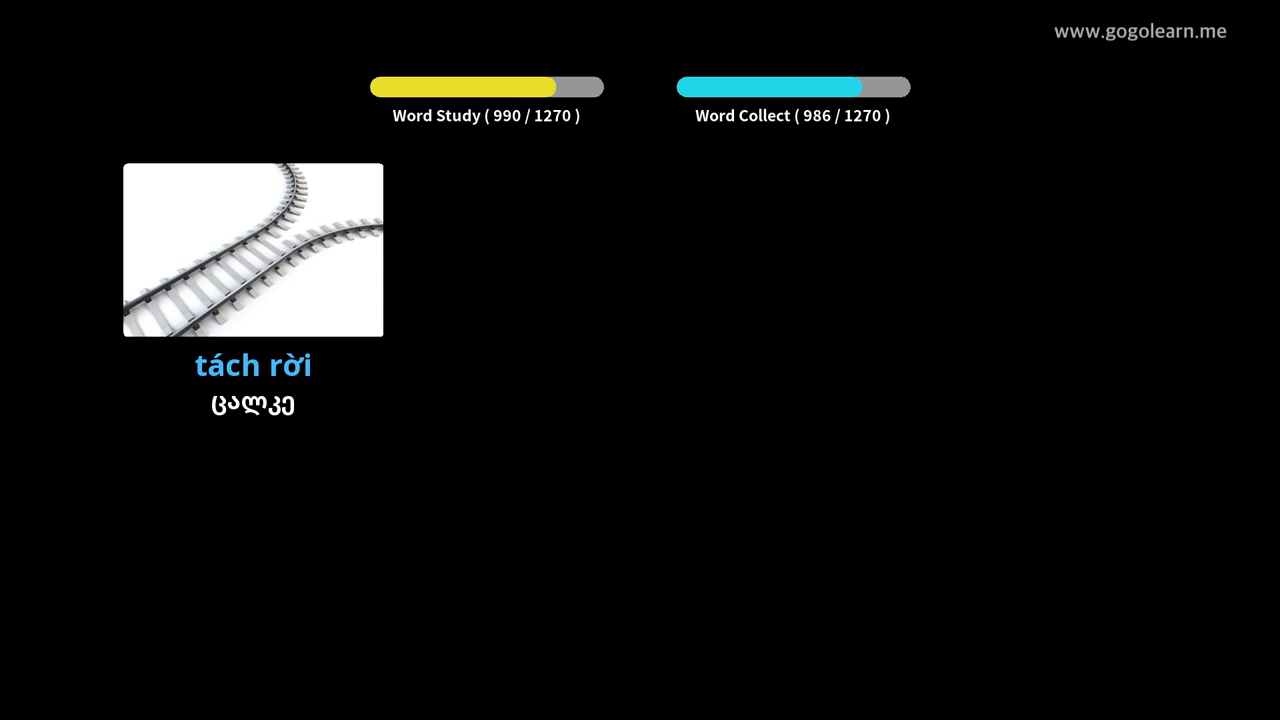 www.gogolearn.me
Word Study ( 990 / 1270 )
Word Collect ( 986 / 1270 )
tách rời
ცალკე